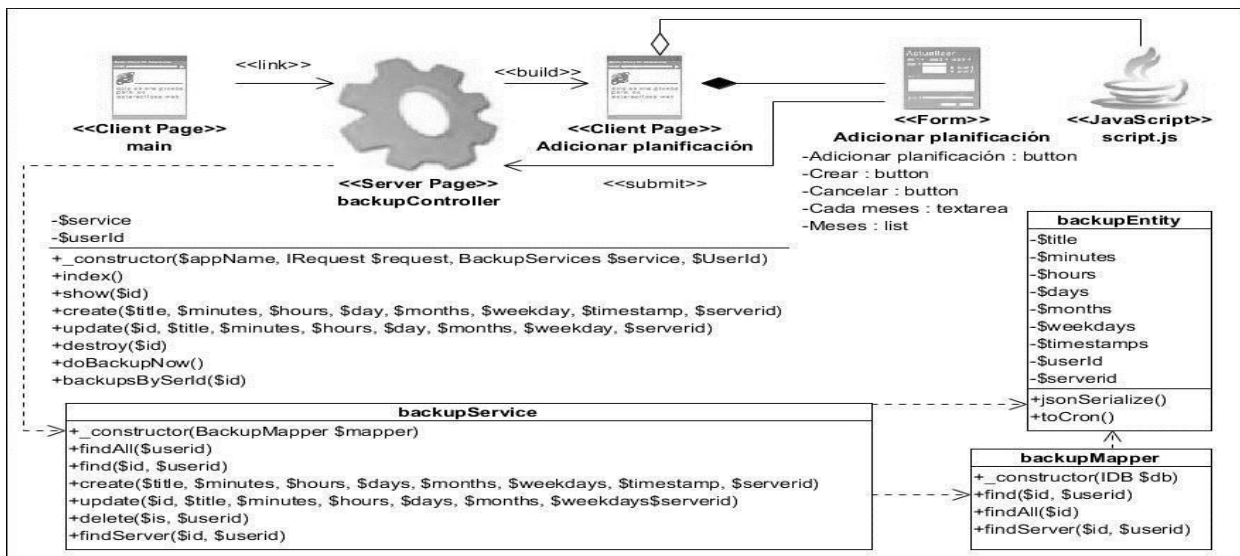 <<link>>
<<build>>
Actualizar
<<Client Page>>
main
<<Client Page>>
Adicionar planificación
<<Form>>
Adicionar planificación
<<JavaScript>>
script.js
-Adicionar planificación : button
-Crear : button
-Cancelar : button
-Cada meses : textarea
-Meses : list
<<submit>>
<<Server Page>>
backupController
-$service
-$userId
+_constructor($appName, IRequest $request, BackupServices $service, $UserId)
+index()
+show($id)
+create($title, $minutes, $hours, $day, $months, $weekday, $timestamp, $serverid)
+update($id, $title, $minutes, $hours, $day, $months, $weekday, $serverid)
+destroy($id)
+doBackupNow()
+backupsBySerId($id)
backupEntity
-$title
-$minutes
-$hours
-$days
-$months
-$weekdays
-$timestamps
-$userId
-$serverid
+jsonSerialize()
+toCron()
backupService
+_constructor(BackupMapper $mapper)
+findAll($userid)
+find($id, $userid)
+create($title, $minutes, $hours, $days, $months, $weekdays, $timestamp, $serverid)
+update($id, $title, $minutes, $hours, $days, $months, $weekdays$serverid)
+delete($is, $userid)
+findServer($id, $userid)
backupMapper
+_constructor(IDB $db)
+find($id, $userid)
+findAll($id)
+findServer($id, $userid)